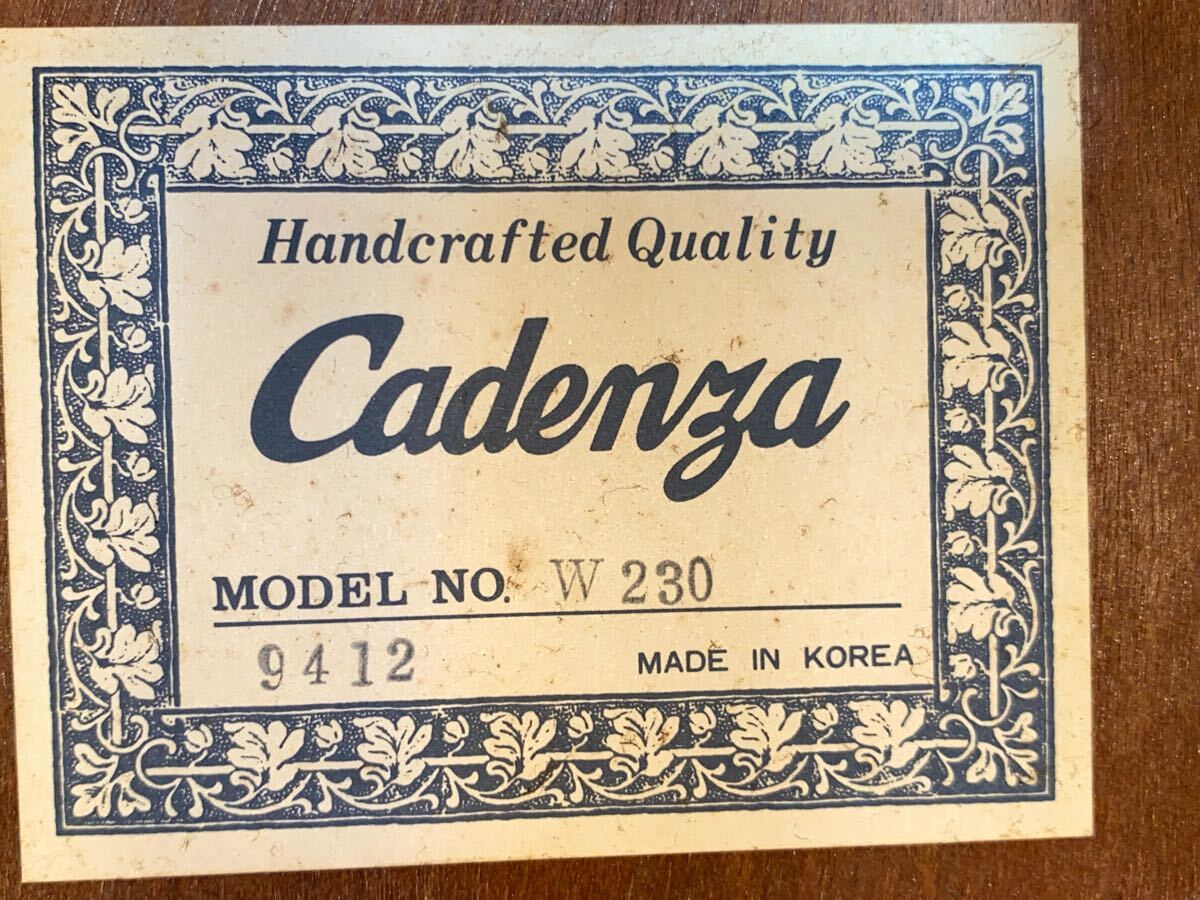 Handcrafted Quality
Cadenza
MODEL NO. W 230
9412 MADE IN KOREA